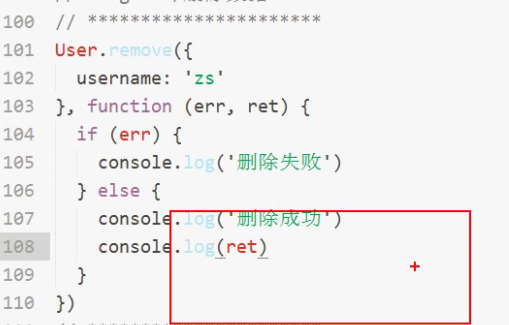 100 // **********************
101 User.remove({
102 username: 'zs'
103 }, function (err, ret) {
104 if (err) {
105 console.log('删除失败')
106 } else {
107 console.log('删除成功')
108 console.log(ret)
109 }
110 })